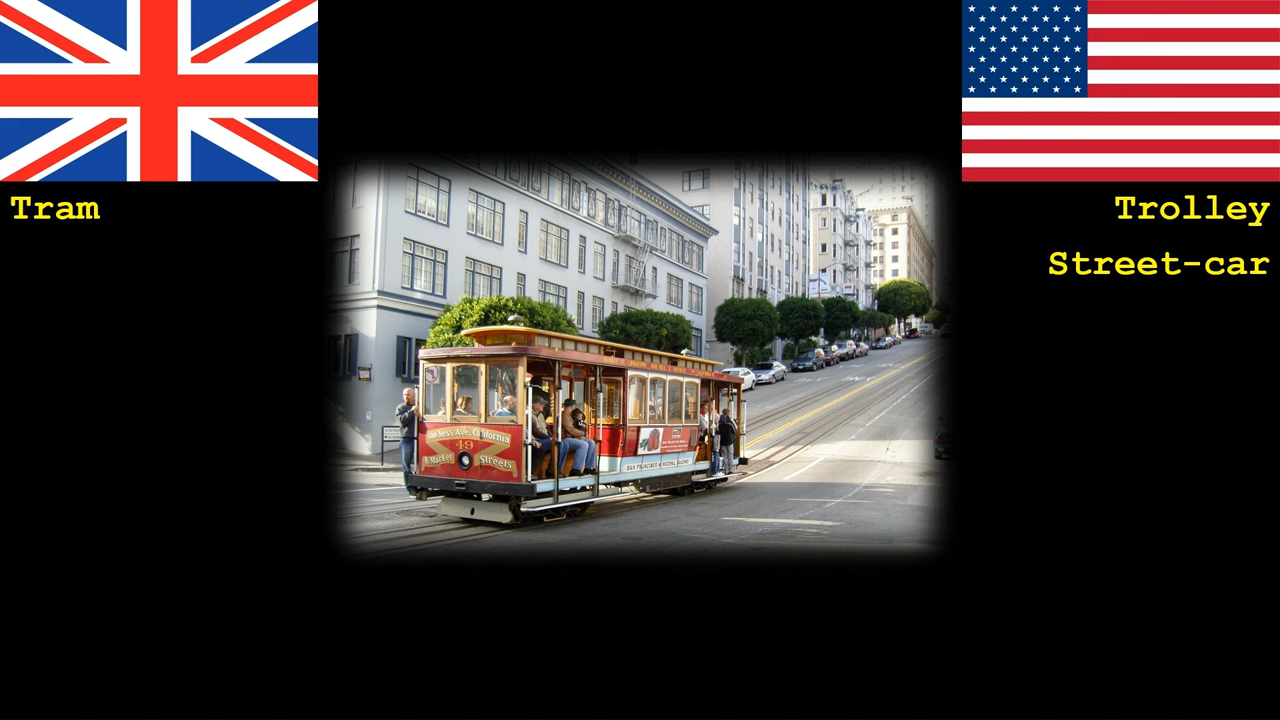 Tram
Trolley
Street-car
Van Ness Ave. California
49
& Market Streets